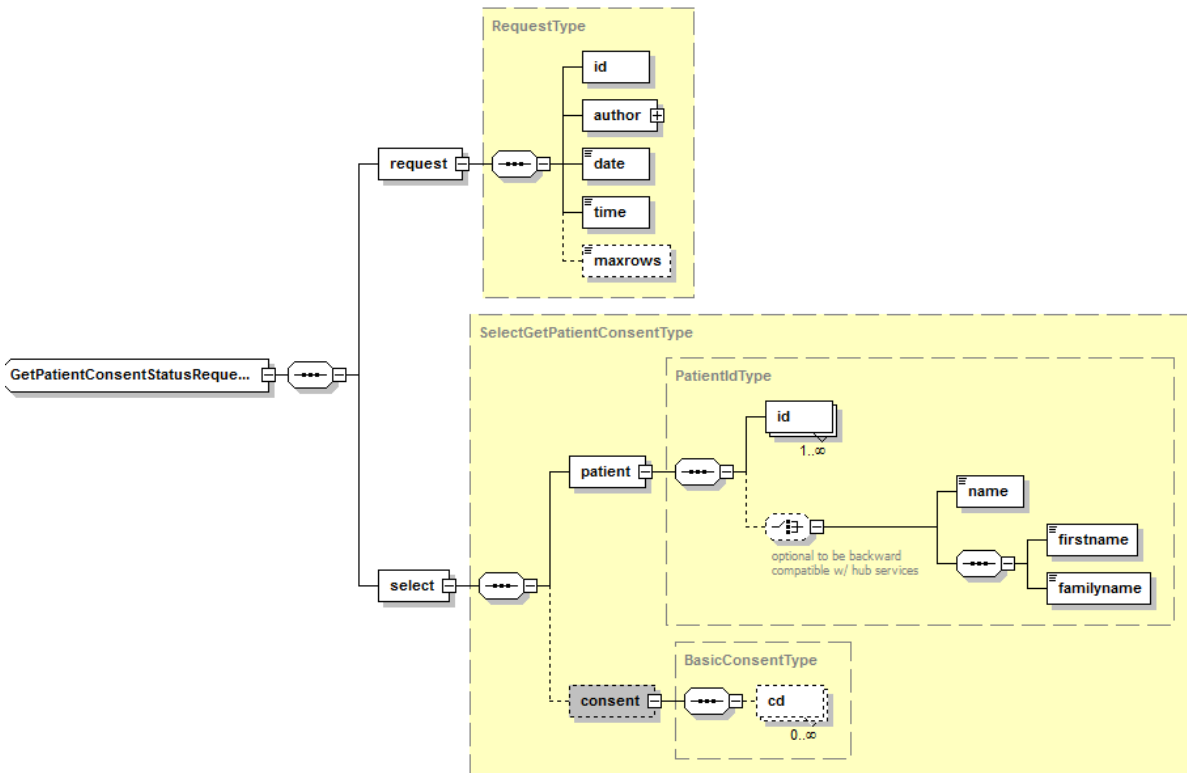 RequestType
id
author
date
request
time
maxrows
SelectGetPatientConsentType
GetPatientConsentStatusReque...
PatientIdType
id
1..∞
patient
name
optional to be backward
compatible w/ hub services
firstname
familyname
select
BasicConsentType
consent
cd
0..∞